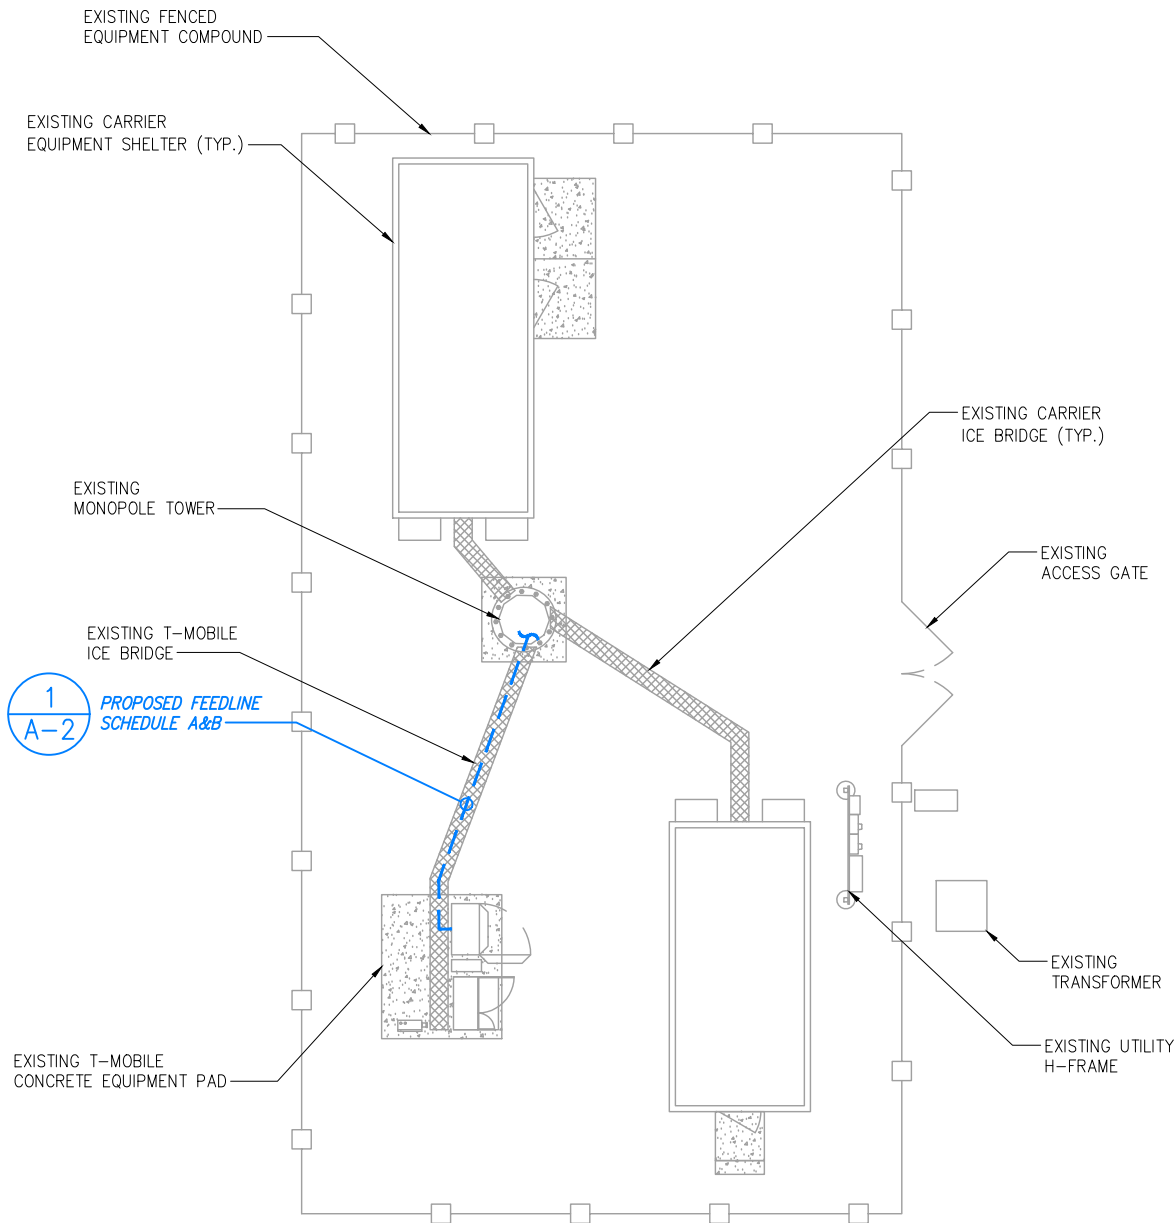 EXISTING FENCED
EQUIPMENT COMPOUND
EXISTING CARRIER
EQUIPMENT SHELTER (TYP.)
EXISTING CARRIER
ICE BRIDGE (TYP.)
EXISTING
MONOPOLE TOWER
EXISTING
ACCESS GATE
EXISTING T-MOBILE
ICE BRIDGE
1
A-2
PROPOSED FEEDLINE
SCHEDULE A&B
EXISTING
TRANSFORMER
EXISTING UTILITY
H-FRAME
EXISTING T-MOBILE
CONCRETE EQUIPMENT PAD